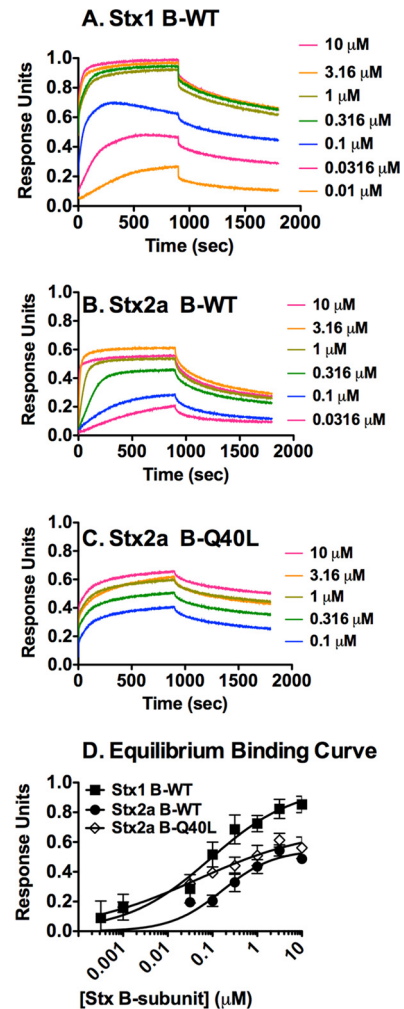 A. Stx1 B-WT
Response Units
1.0
0.8
0.6
0.4
0.2
0.0
0 500 1000 1500 2000
Time (sec)
10 μM
3.16 μM
1 μM
0.316 μM
0.1 μM
0.0316 μM
0.01 μM
B. Stx2a B-WT
Response Units
1.0
0.8
0.6
0.4
0.2
0.0
0 500 1000 1500 2000
Time (sec)
10 μM
3.16 μM
1 μM
0.316 μM
0.1 μM
0.0316 μM
C. Stx2a B-Q40L
Response Units
1.0
0.8
0.6
0.4
0.2
0.0
0 500 1000 1500 2000
Time (sec)
10 μM
3.16 μM
1 μM
0.316 μM
0.1 μM
D. Equilibrium Binding Curve
Response Units
1.0
0.8
0.6
0.4
0.2
0.0
Stx1 B-WT
Stx2a B-WT
Stx2a B-Q40L
0.001 0.01 0.1 1 10
[Stx B-subunit] (μM)